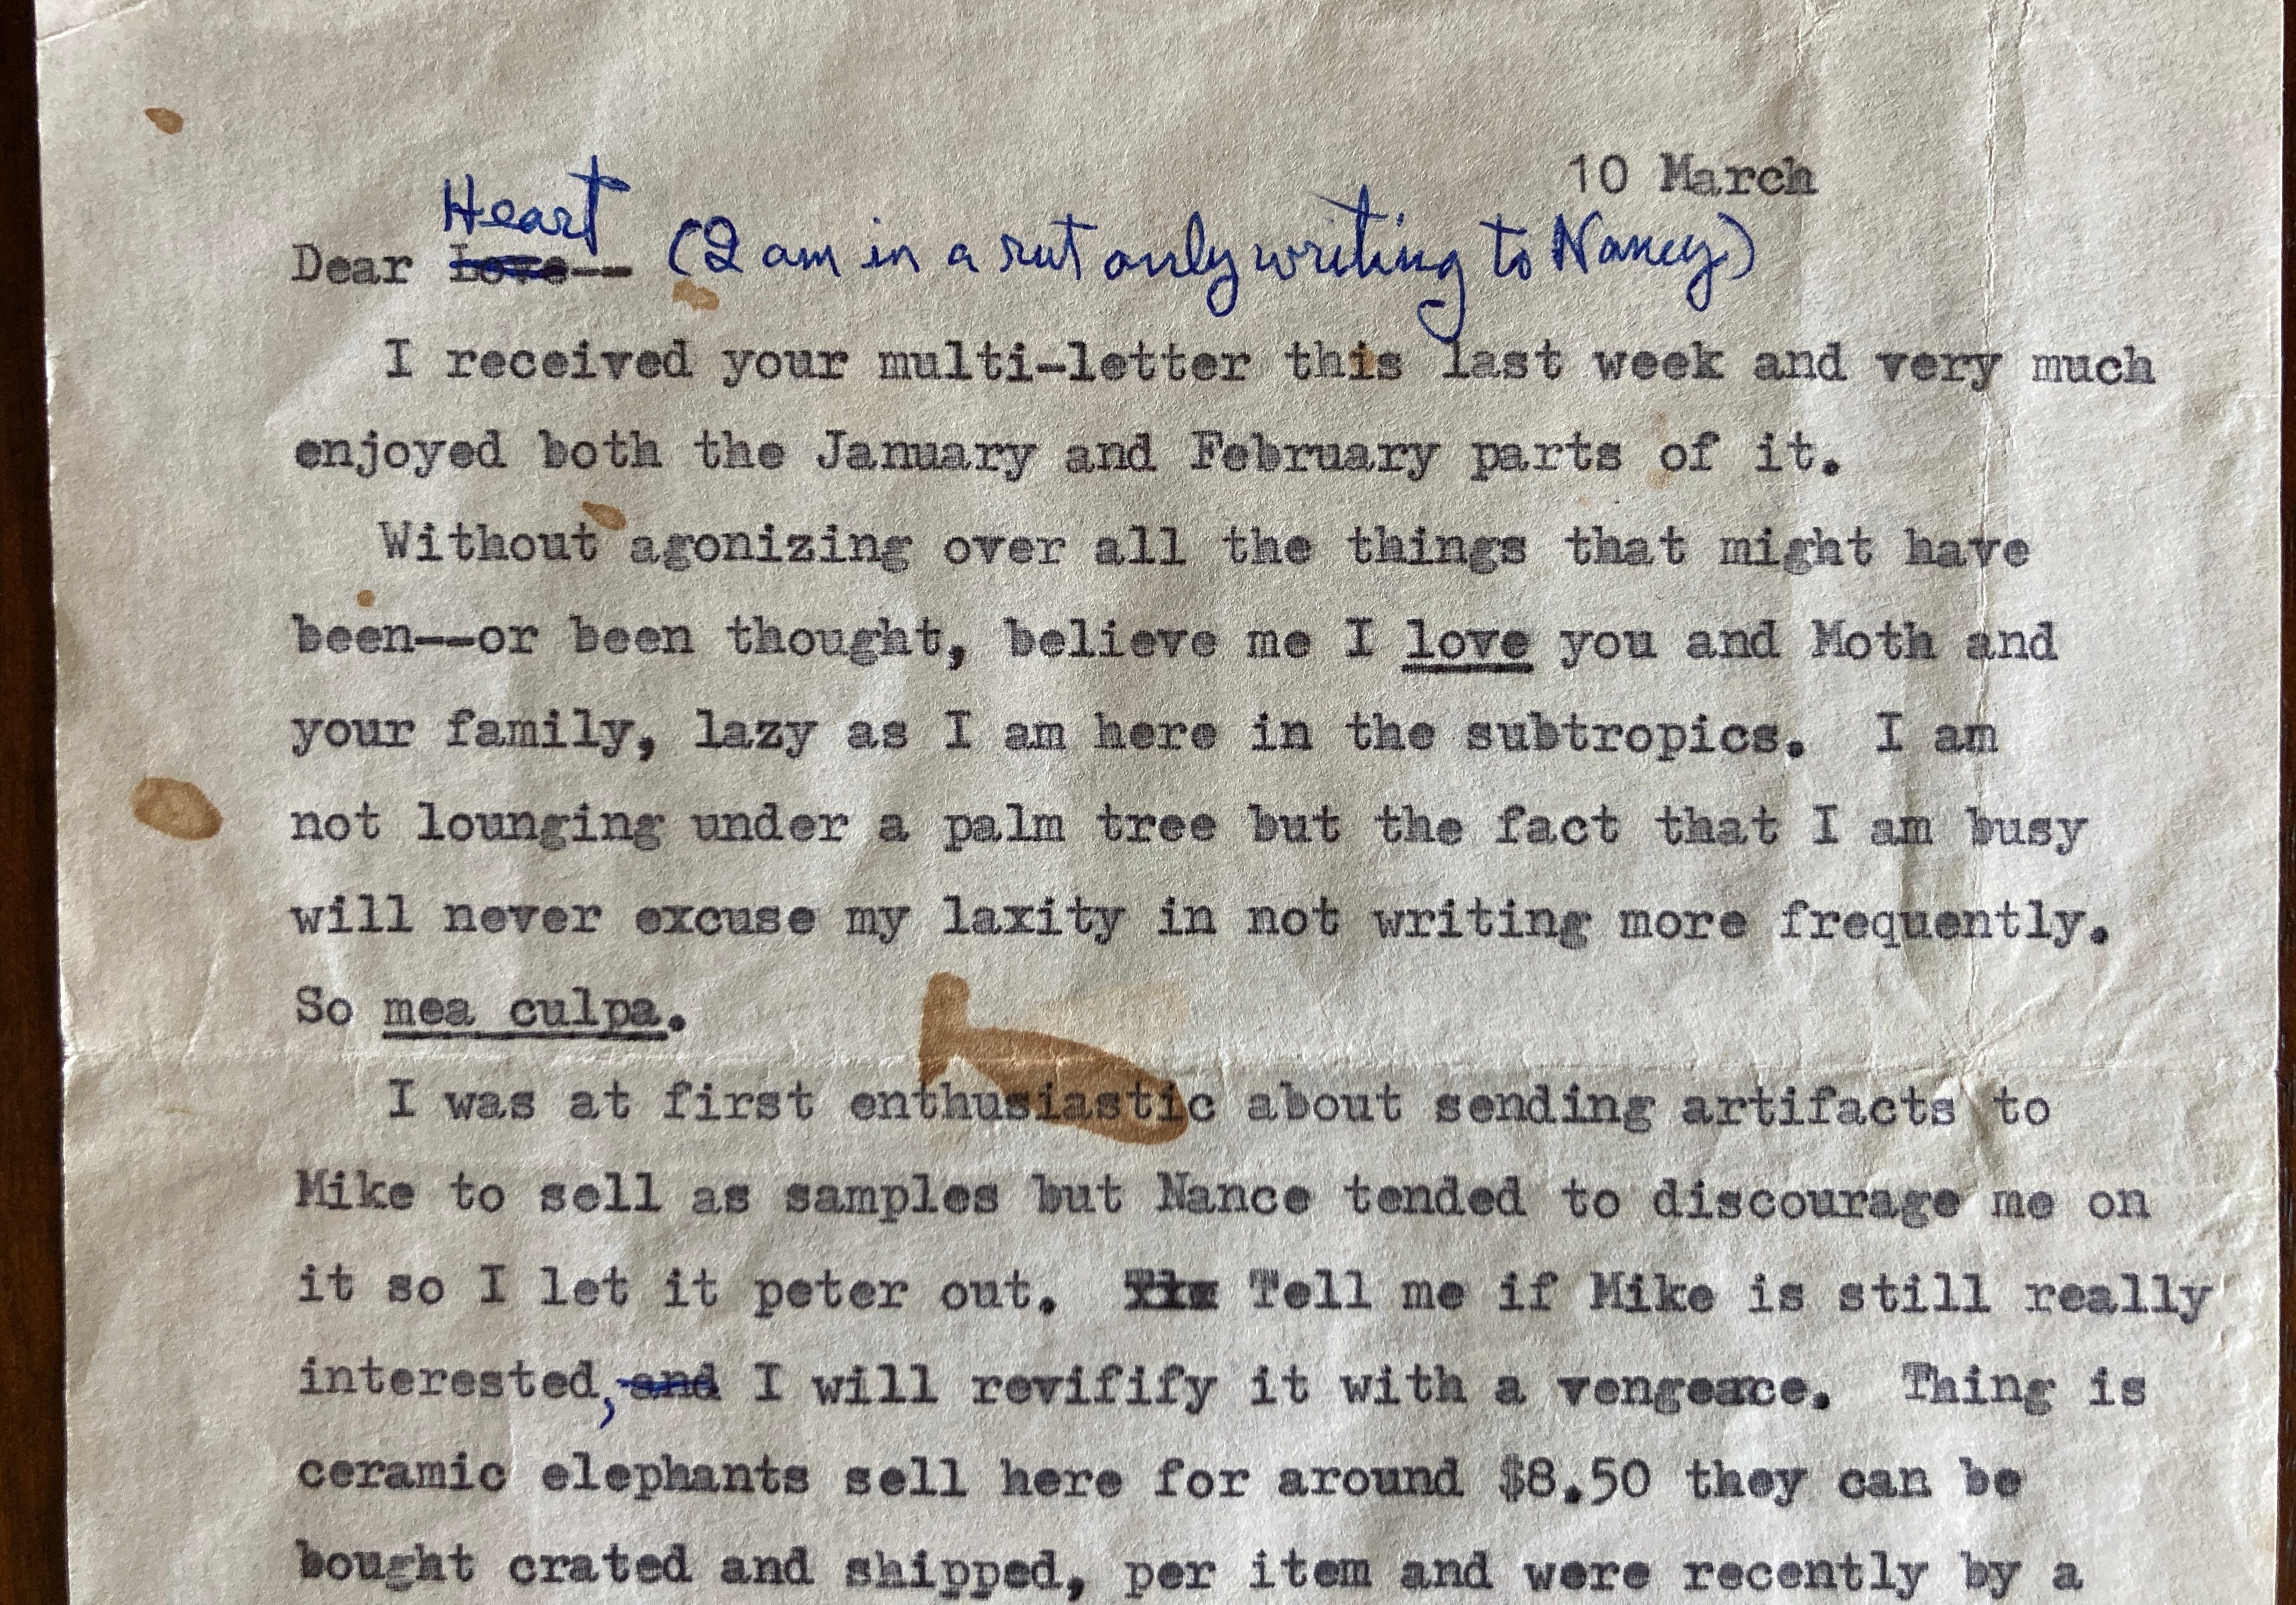 10 March
Heart
Dear Love-- (I am in a rut only writing to Nancy)
I received your multi-letter this last week and very much
enjoyed both the January and February parts of it.
Without agonizing over all the things that might have
been--or been thought, believe me I love you and Moth and
your family, lazy as I am here in the subtropics. I am
not lounging under a palm tree but the fact that I am busy
will never excuse my laxity in not writing more frequently.
So mea culpa.
I was at first enthusiastic about sending artifacts to
Mike to sell as samples but Nance tended to discourage me on
it so I let it peter out. Tell me if Mike is still really
interested, and I will revifify it with a vengeace. Thing is
ceramic elephants sell here for around $8.50 they can be
bought crated and shipped, per item and were recently by a